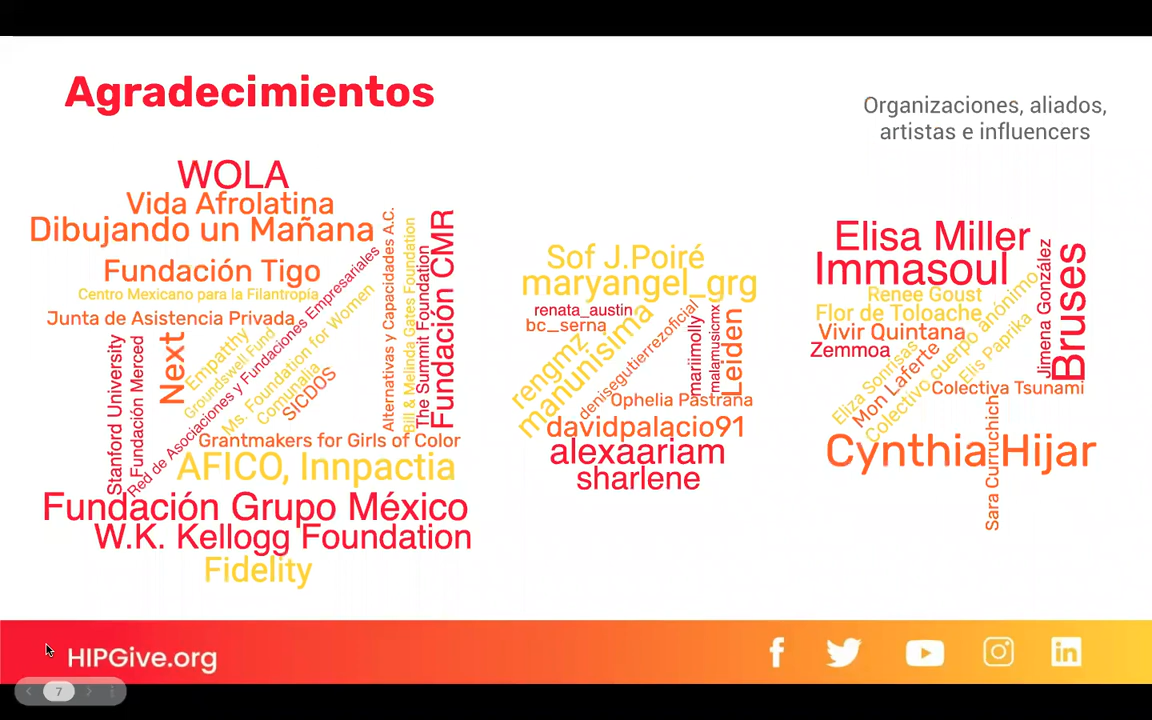 Agradecimientos
Organizaciones, aliados,
artistas e influencers
WOLA
Vida Afrolatina
Dibujando un Mañana
Fundación Tigo
Centro Mexicano para la Filantropía
Junta de Asistencia Privada
Stanford University
Fundación Merced
Next
Empatthy
Groundswell Fund
Red de Asociaciones y Fundaciones Empresariales
Ms. Foundation for Women
Comunalia
SICDOS
Alternativas y Capacidades A.C.
Bill & Melinda Gates Foundation
The Summit Foundation
Fundación CMR
Grantmakers for Girls of Color
AFICO, Innpactia
Fundación Grupo México
W.K. Kellogg Foundation
Fidelity
Sof J.Poiré
maryangel_grg
renata_austin
bc_serna
rengmz
manunisima
denisegutierrezoficial
mariimolly
malamusicmx
Leiden
Ophelia Pastrana
davidpalacio91
alexaariam
sharlene
Elisa Miller
Immasoul
Renee Goust
Flor de Toloache
Vivir Quintana
Zemmoa
Eliza Sonrisas
Mon Laferte
Colectivo cuerpo anónimo
Elis Paprika
Jimena González
Bruses
Colectiva Tsunami
Cynthia Hijar
Sara Curruchich
HIPGive.org
7